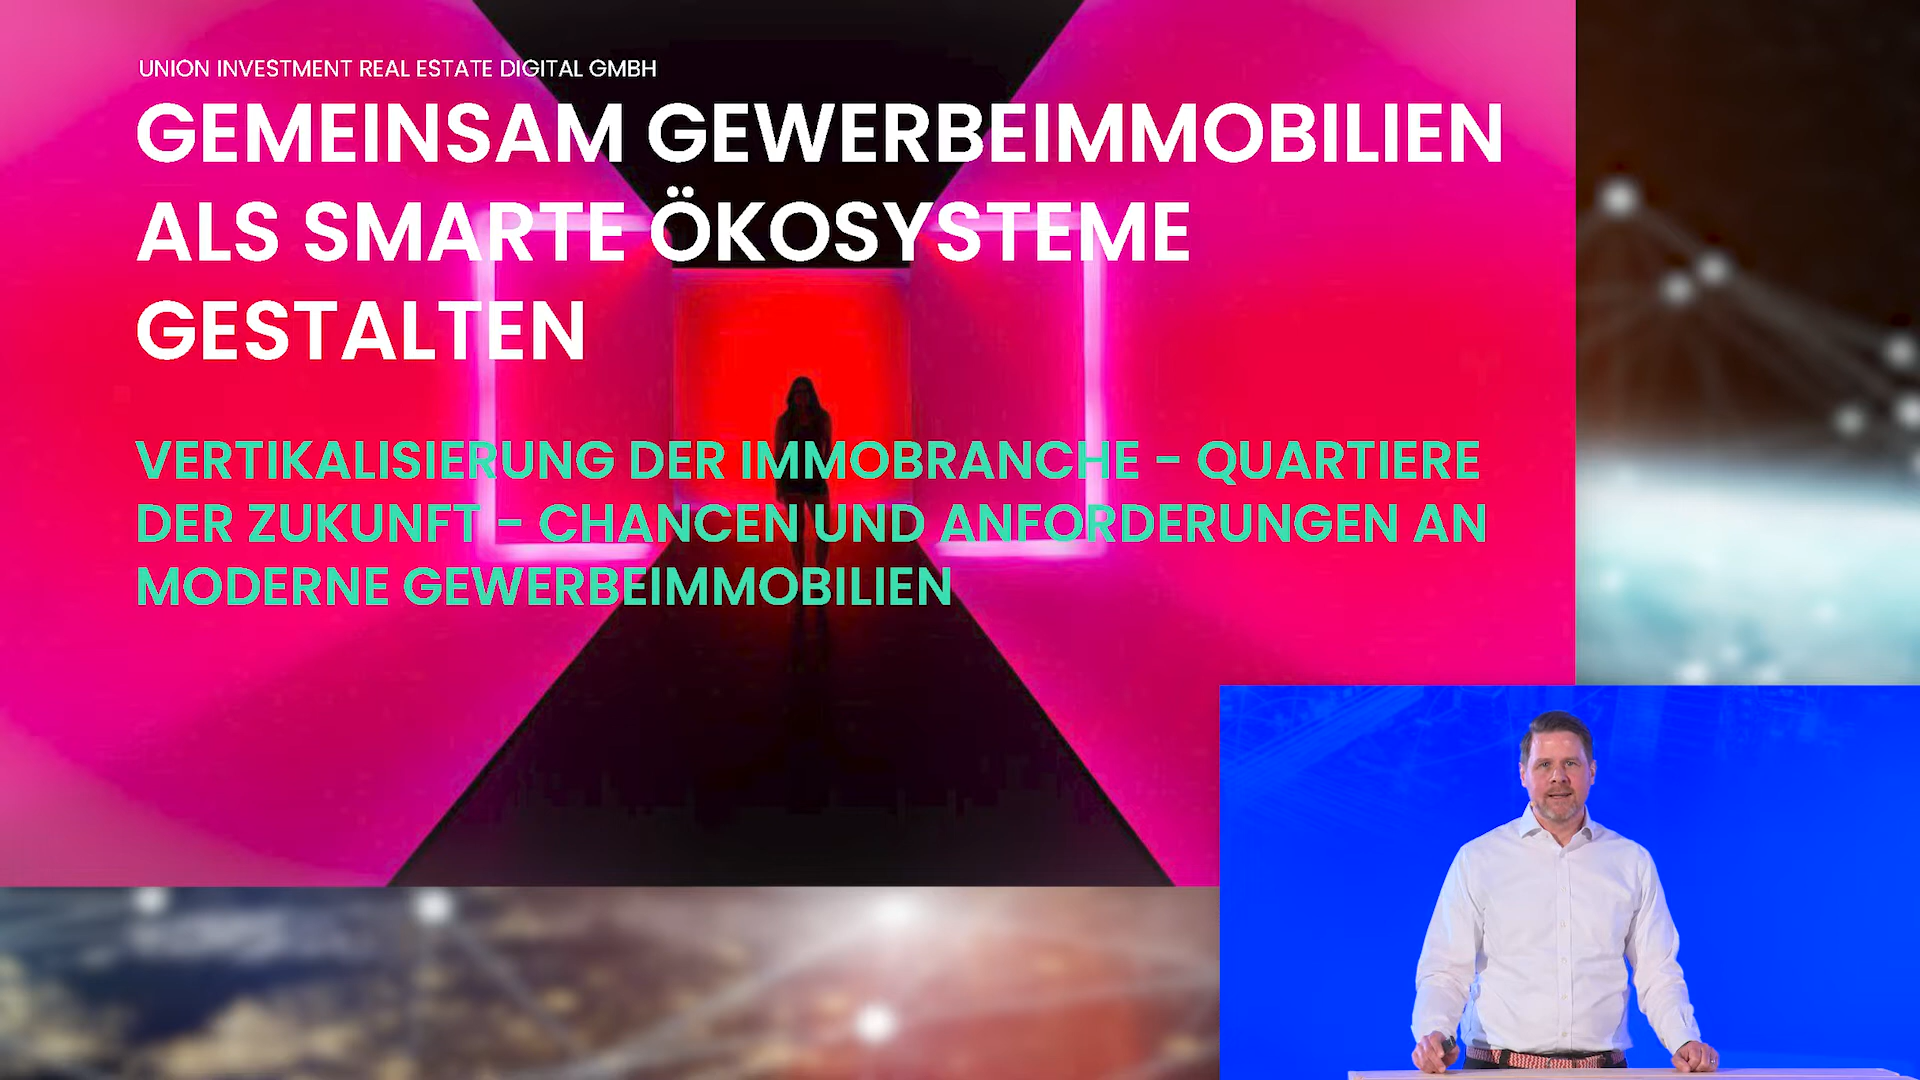 UNION INVESTMENT REAL ESTATE DIGITAL GMBH
GEMEINSAM GEWERBEIMMOBILIEN
ALS SMARTE ÖKOSYSTEME
GESTALTEN
VERTIKALISIERUNG DER IMMOBRANCHE - QUARTIERE
DER ZUKUNFT - CHANCEN UND ANFORDERUNGEN AN
MODERNE GEWERBEIMMOBILIEN